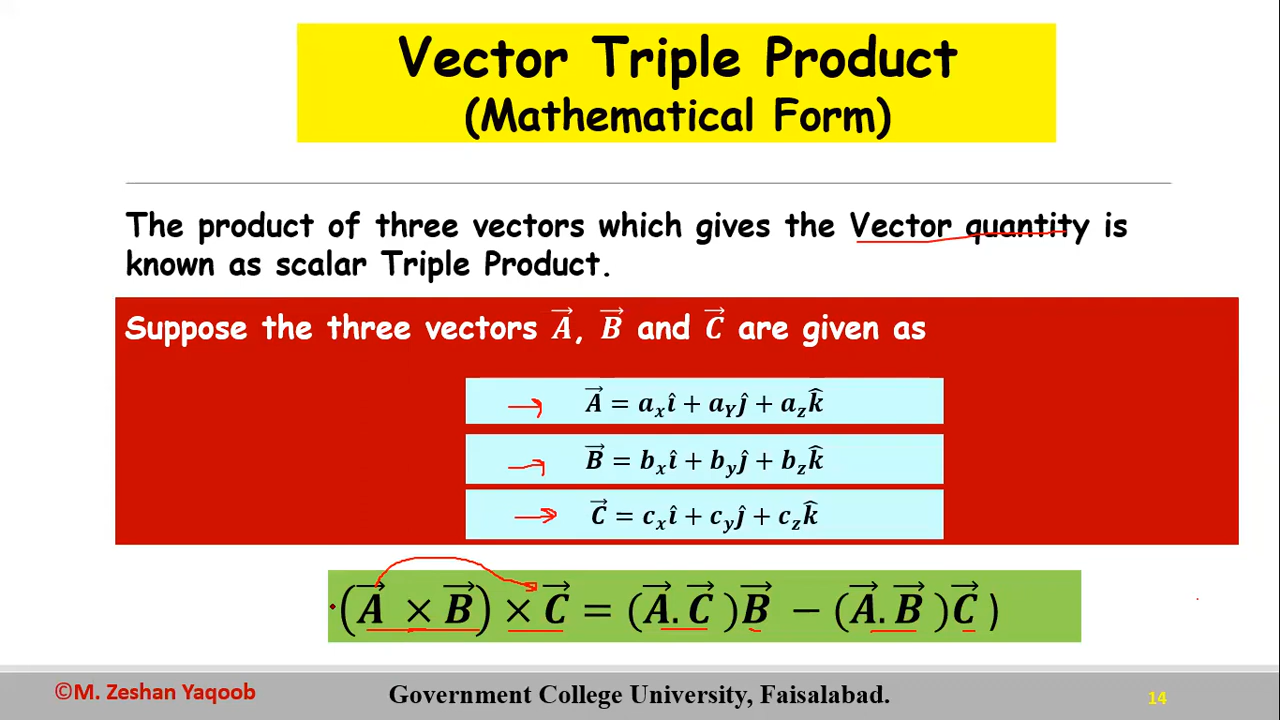 Vector Triple Product
(Mathematical Form)
The product of three vectors which gives the Vector quantity is
known as scalar Triple Product.
Suppose the three vectors A⃗, B⃗ and C⃗ are given as
A⃗ = aₓî + a_Yĵ + a_zk̂
B⃗ = bₓî + b_yĵ + b_zk̂
C⃗ = cₓî + c_yĵ + c_zk̂
(A⃗ × B⃗) × C⃗ = (A⃗.C⃗)B⃗ − (A⃗.B⃗)C⃗)
©M. Zeshan Yaqoob
Government College University, Faisalabad.
14